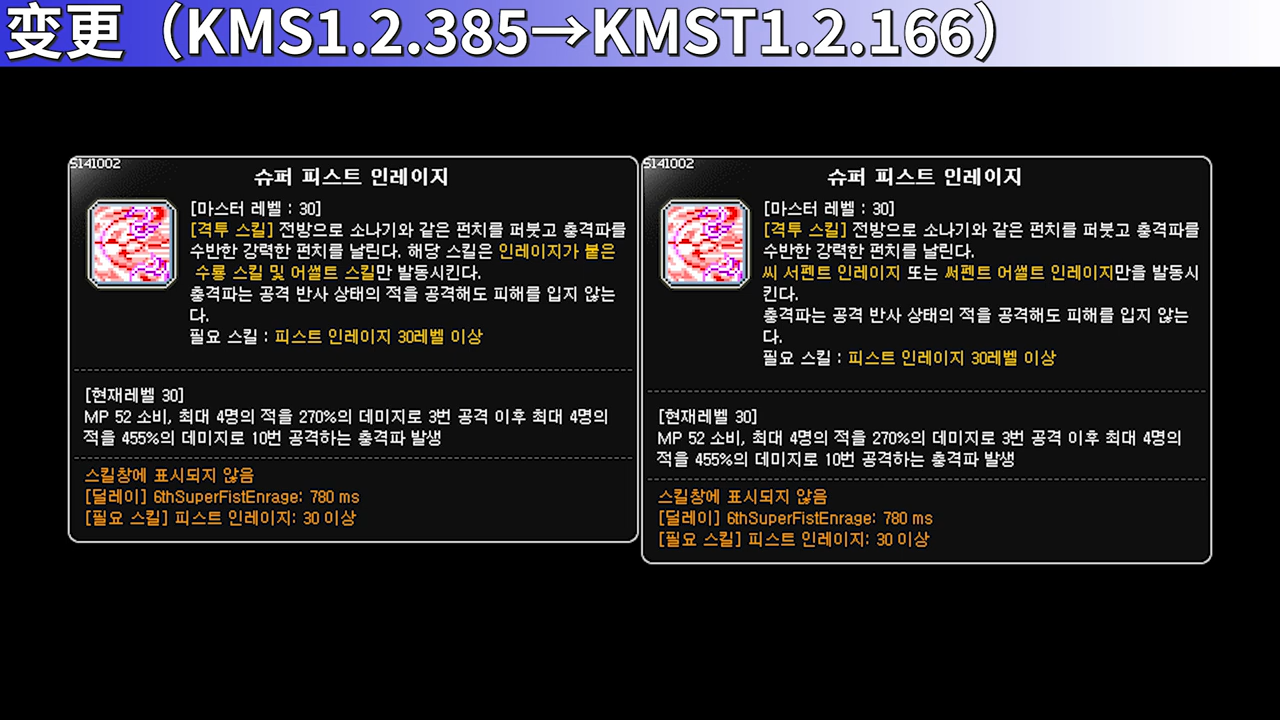 变更（KMS1.2.385→KMST1.2.166）
5141002
슈퍼 피스트 인레이지
[마스터 레벨 : 30]
[격투 스킬] 전방으로 소나기와 같은 펀치를 퍼붓고 충격파를
수반한 강력한 펀치를 날린다. 해당 스킬은 인레이지가 붙은
수룡 스킬 및 어썰트 스킬만 발동시킨다.
충격파는 공격 반사 상태의 적을 공격해도 피해를 입지 않는
다.
필요 스킬 : 피스트 인레이지 30레벨 이상
[현재레벨 30]
MP 52 소비, 최대 4명의 적을 270%의 데미지로 3번 공격 이후 최대 4명의
적을 455%의 데미지로 10번 공격하는 충격파 발생
스킬창에 표시되지 않음
[딜레이] 6thSuperFistEnrage: 780 ms
[필요 스킬] 피스트 인레이지: 30 이상
5141002
슈퍼 피스트 인레이지
[마스터 레벨 : 30]
[격투 스킬] 전방으로 소나기와 같은 펀치를 퍼붓고 충격파를
수반한 강력한 펀치를 날린다.
씨 서펜트 인레이지 또는 써펜트 어썰트 인레이지만을 발동시
킨다.
충격파는 공격 반사 상태의 적을 공격해도 피해를 입지 않는
다.
필요 스킬 : 피스트 인레이지 30레벨 이상
[현재레벨 30]
MP 52 소비, 최대 4명의 적을 270%의 데미지로 3번 공격 이후 최대 4명의
적을 455%의 데미지로 10번 공격하는 충격파 발생
스킬창에 표시되지 않음
[딜레이] 6thSuperFistEnrage: 780 ms
[필요 스킬] 피스트 인레이지: 30 이상